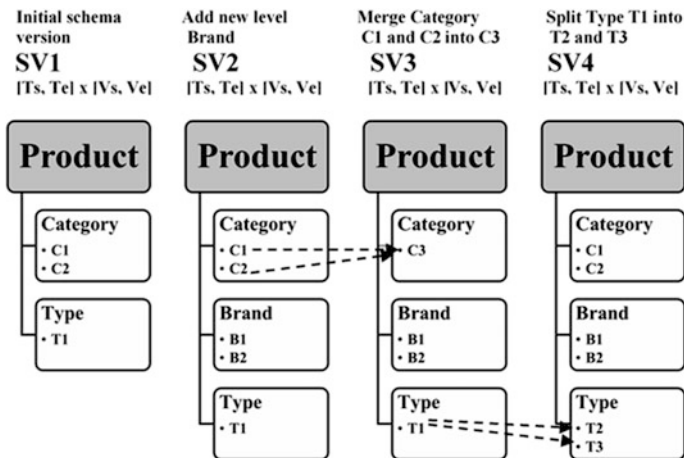 Initial schema
version
SV1
[Ts, Te] x [Vs, Ve]
Product
Category
• C1
• C2
Type
• T1
Add new level
Brand
SV2
[Ts, Te] x [Vs, Ve]
Product
Category
• C1
• C2
Brand
• B1
• B2
Type
• T1
Merge Category
C1 and C2 into C3
SV3
[Ts, Te] x [Vs, Ve]
Product
Category
• C3
Brand
• B1
• B2
Type
• T1
Split Type T1 into
T2 and T3
SV4
[Ts, Te] x [Vs, Ve]
Product
Category
• C1
• C2
Brand
• B1
• B2
Type
• T2
• T3